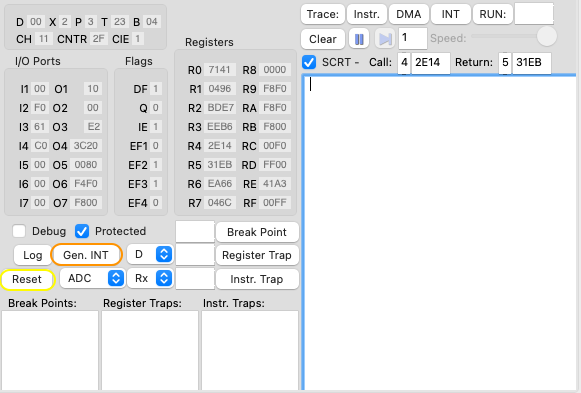 D 00 X 2 P 3 T 23 B 04
CH 11 CNTR 2F CIE 1
I/O Ports
I1 00 O1 10
I2 F0 O2 00
I3 61 O3 E2
I4 C0 O4 3C20
I5 00 O5 0080
I6 00 O6 F4F0
I7 00 O7 F800
Flags
DF 1
Q 0
IE 1
EF1 0
EF2 1
EF3 1
EF4 0
Registers
R0 7141 R8 0000
R1 0496 R9 F8F0
R2 BDE7 RA F8F0
R3 EEB6 RB F800
R4 2E14 RC 00F0
R5 31EB RD FF00
R6 EA66 RE 41A3
R7 046C RF 00FF
Debug Protected Break Point
Log Gen. INT D Register Trap
Reset ADC Rx Instr. Trap
Break Points: Register Traps: Instr. Traps:
Trace: Instr. DMA INT RUN:
Clear 1 Speed:
SCRT - Call: 4 2E14 Return: 5 31EB